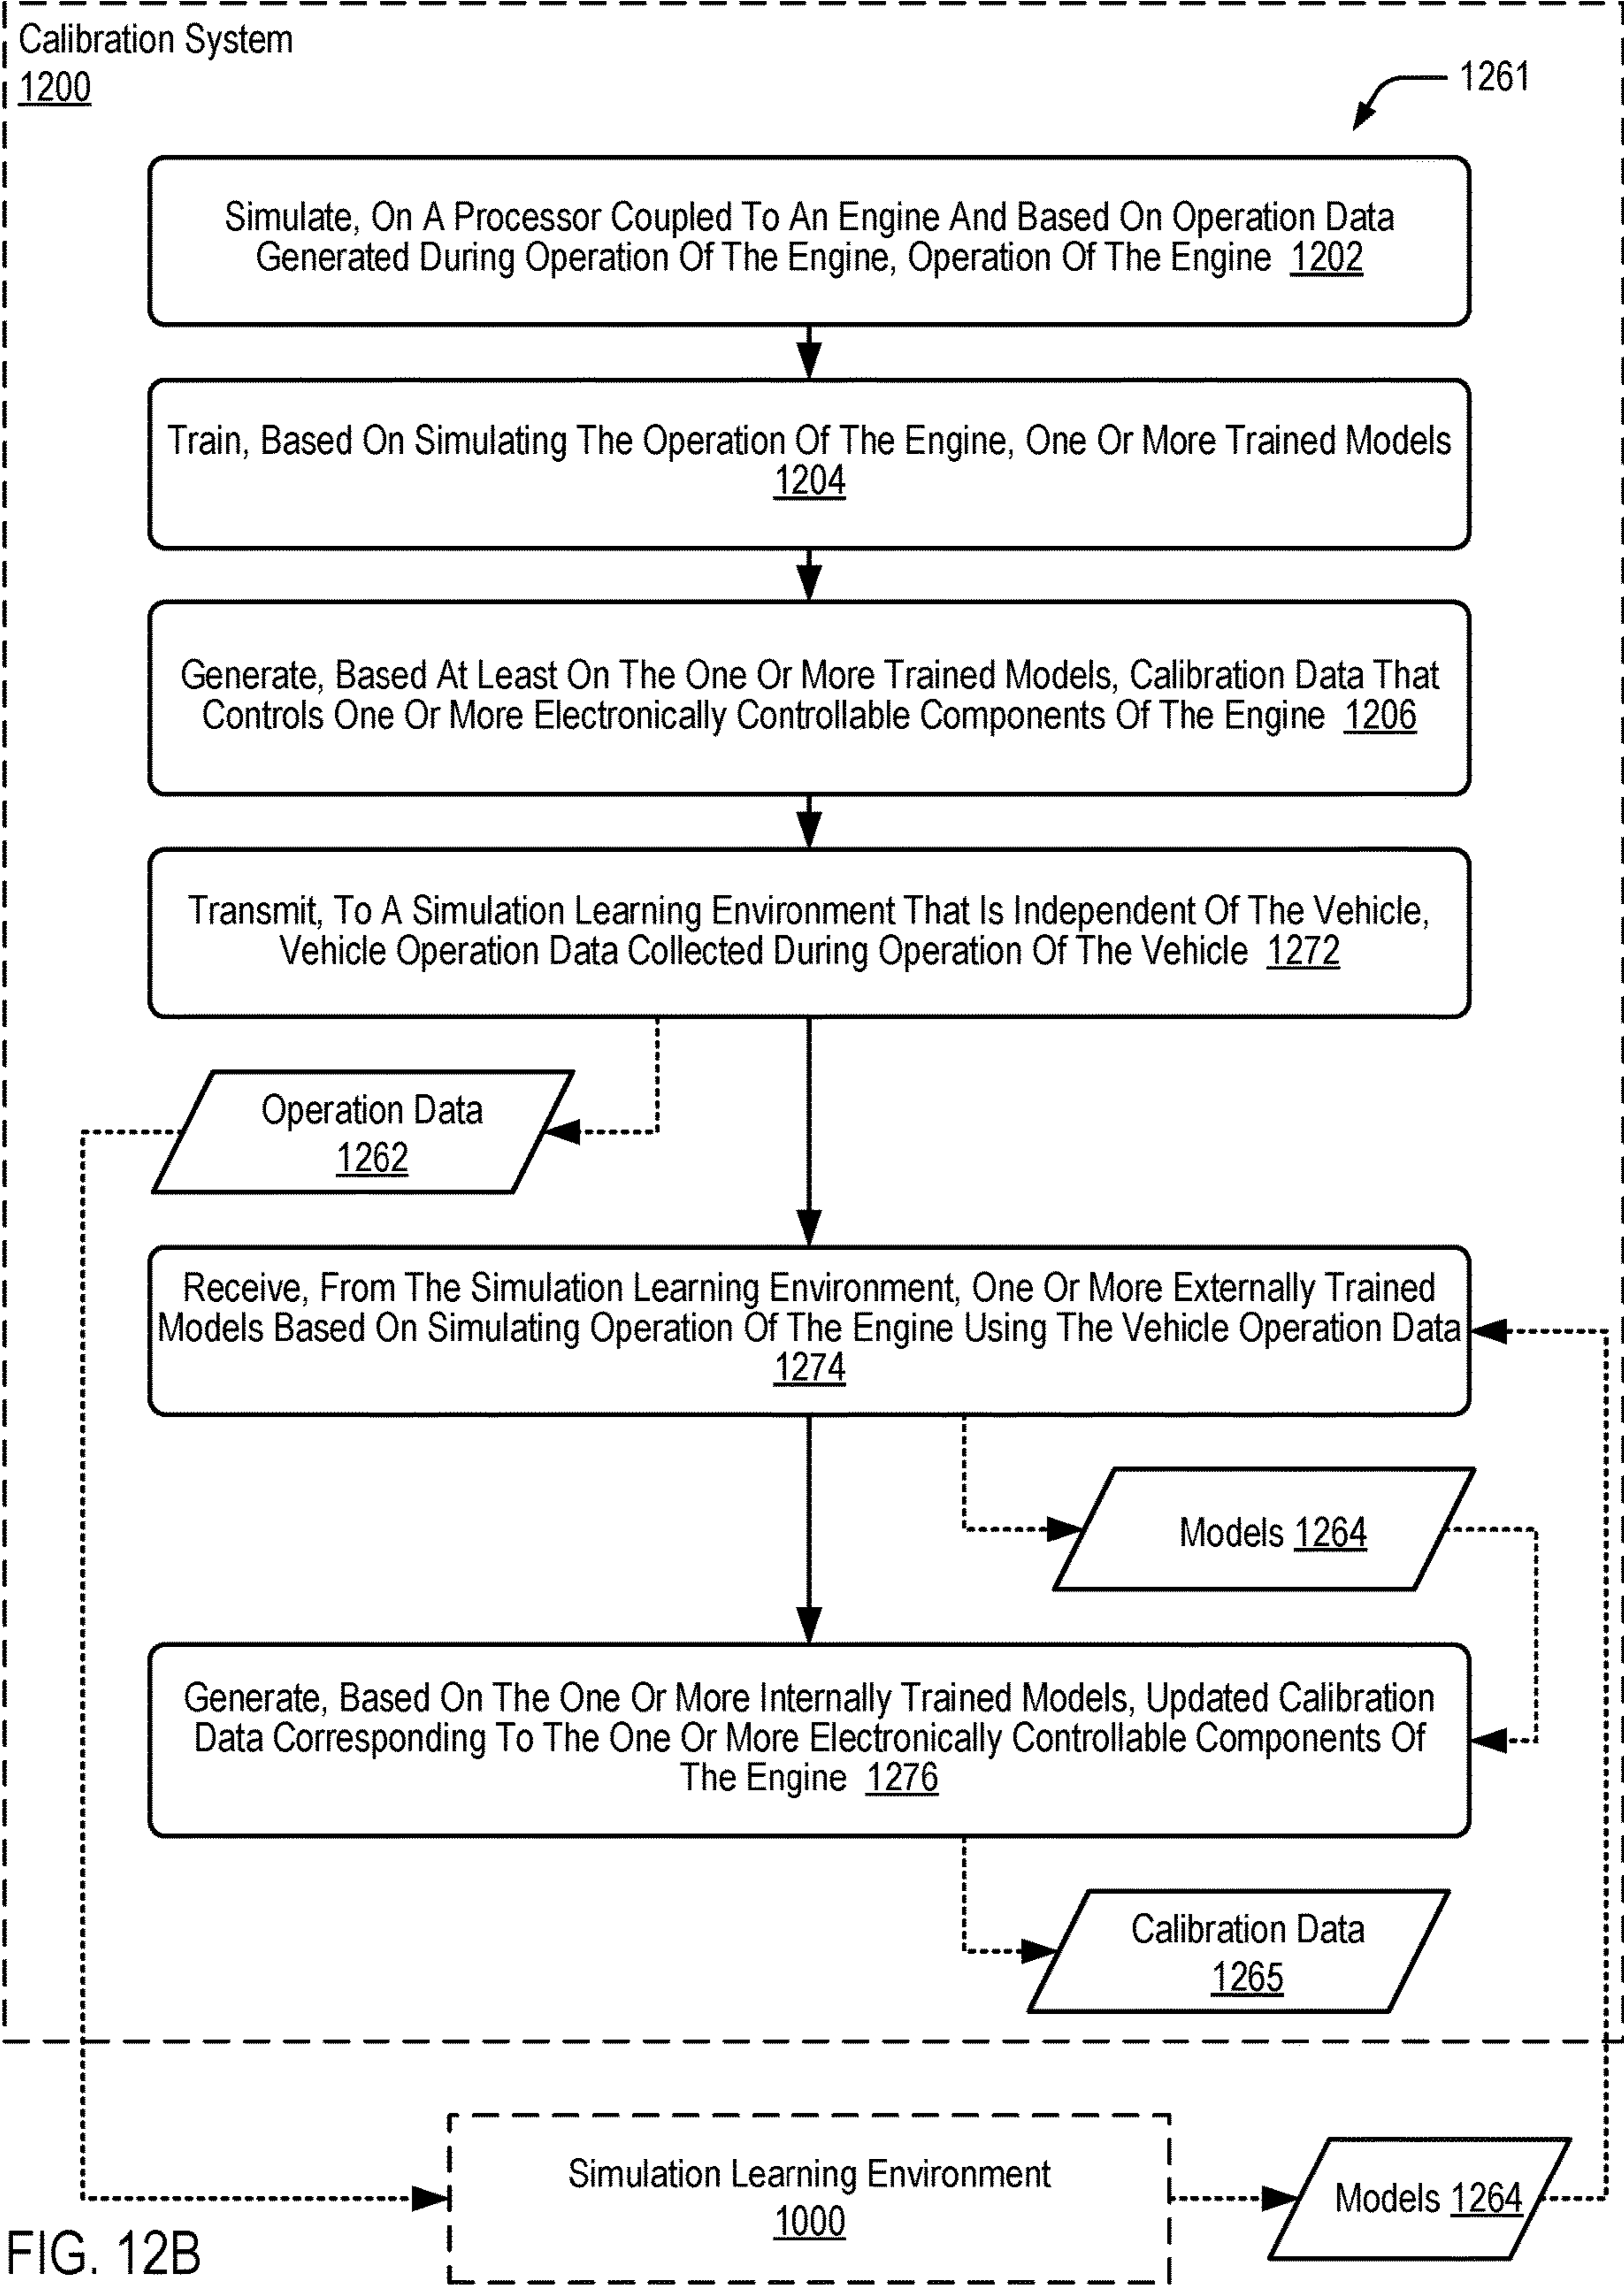 Calibration System
1200
1261
Simulate, On A Processor Coupled To An Engine And Based On Operation Data
Generated During Operation Of The Engine, Operation Of The Engine 1202
Train, Based On Simulating The Operation Of The Engine, One Or More Trained Models
1204
Generate, Based At Least On The One Or More Trained Models, Calibration Data That
Controls One Or More Electronically Controllable Components Of The Engine 1206
Transmit, To A Simulation Learning Environment That Is Independent Of The Vehicle,
Vehicle Operation Data Collected During Operation Of The Vehicle 1272
Operation Data
1262
Receive, From The Simulation Learning Environment, One Or More Externally Trained
Models Based On Simulating Operation Of The Engine Using The Vehicle Operation Data
1274
Models 1264
Generate, Based On The One Or More Internally Trained Models, Updated Calibration
Data Corresponding To The One Or More Electronically Controllable Components Of
The Engine 1276
Calibration Data
1265
Simulation Learning Environment
1000
Models 1264
FIG. 12B